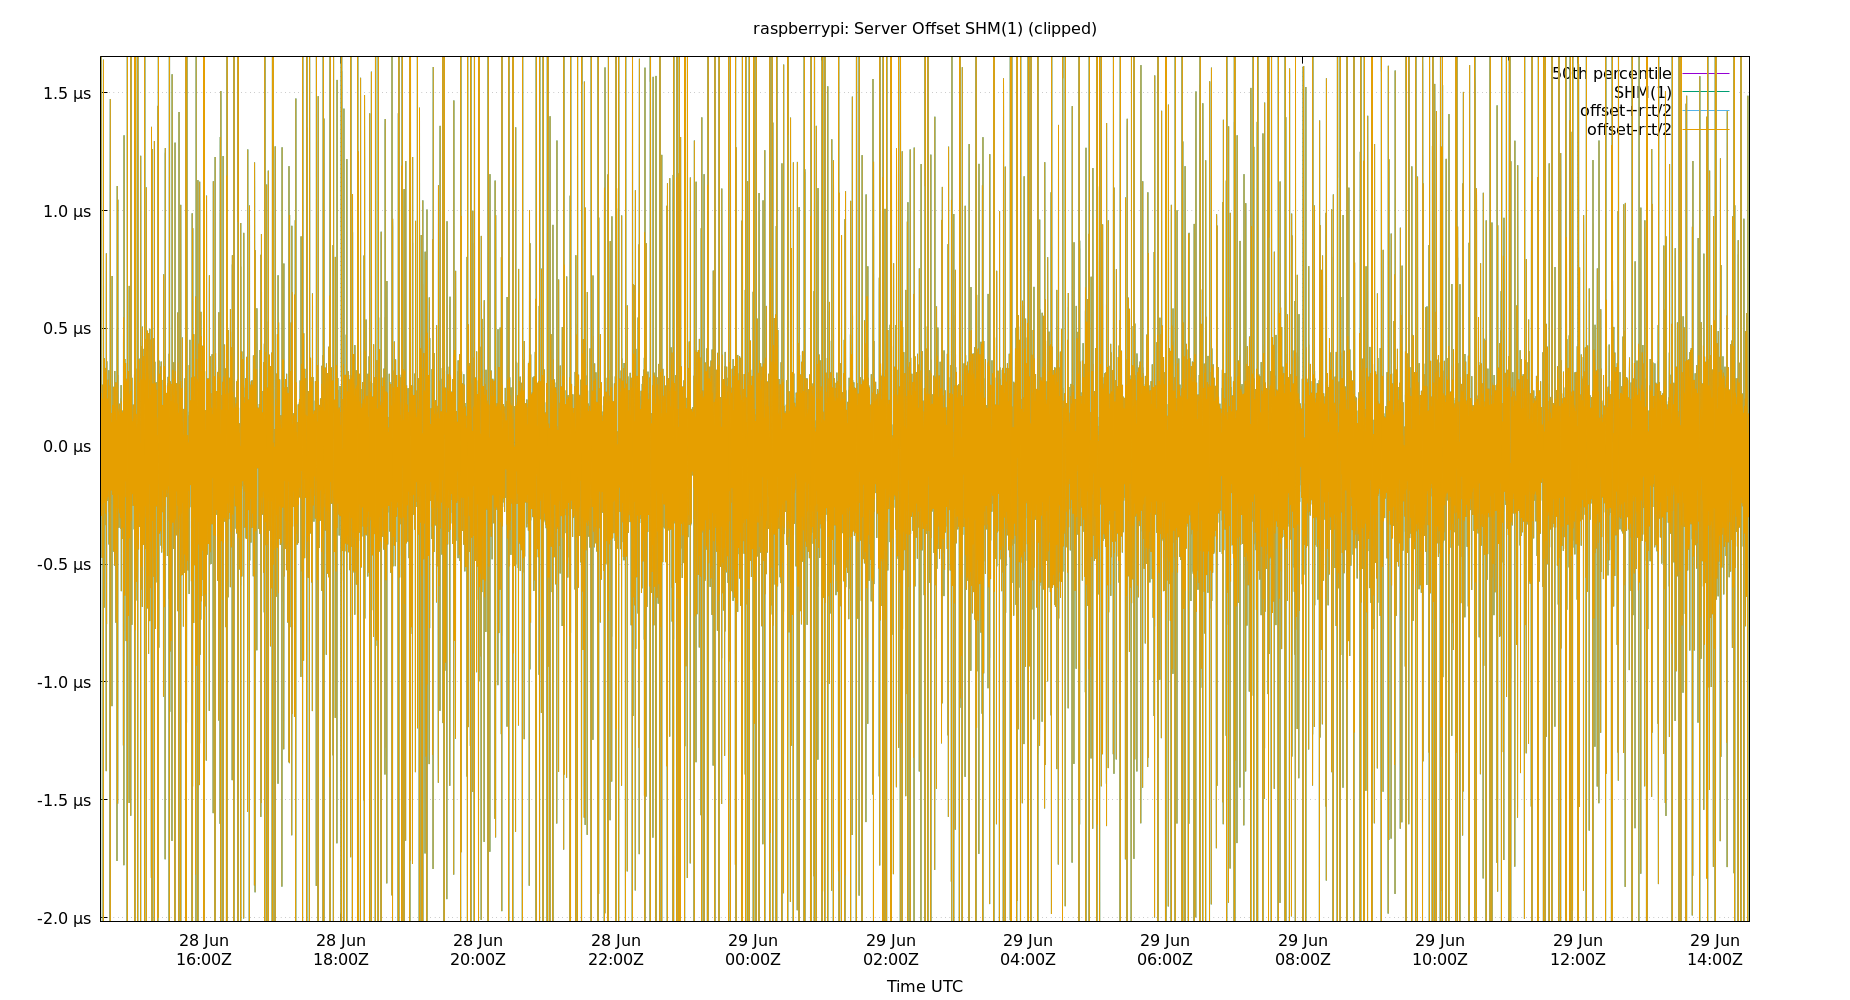 raspberrypi: Server Offset SHM(1) (clipped)
50th percentile
SHM(1)
offset+rtt/2
offset-rtt/2
1.5 µs
1.0 µs
0.5 µs
0.0 µs
-0.5 µs
-1.0 µs
-1.5 µs
-2.0 µs
28 Jun 28 Jun 28 Jun 28 Jun 29 Jun 29 Jun 29 Jun 29 Jun 29 Jun 29 Jun 29 Jun 29 Jun
16:00Z 18:00Z 20:00Z 22:00Z 00:00Z 02:00Z 04:00Z 06:00Z 08:00Z 10:00Z 12:00Z 14:00Z
Time UTC